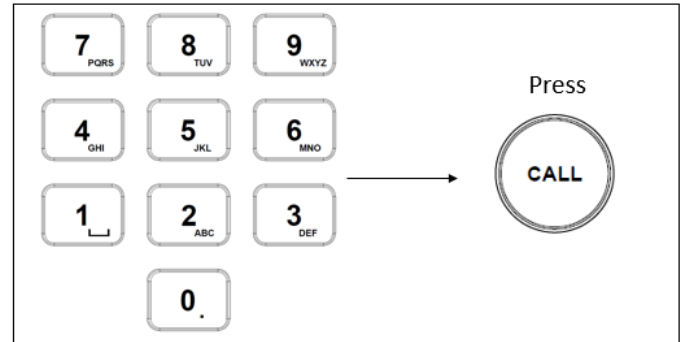 7 PQRS 8 TUV 9 WXYZ
Press
4 GHI 5 JKL 6 MNO
CALL
1 2 ABC 3 DEF
0 .